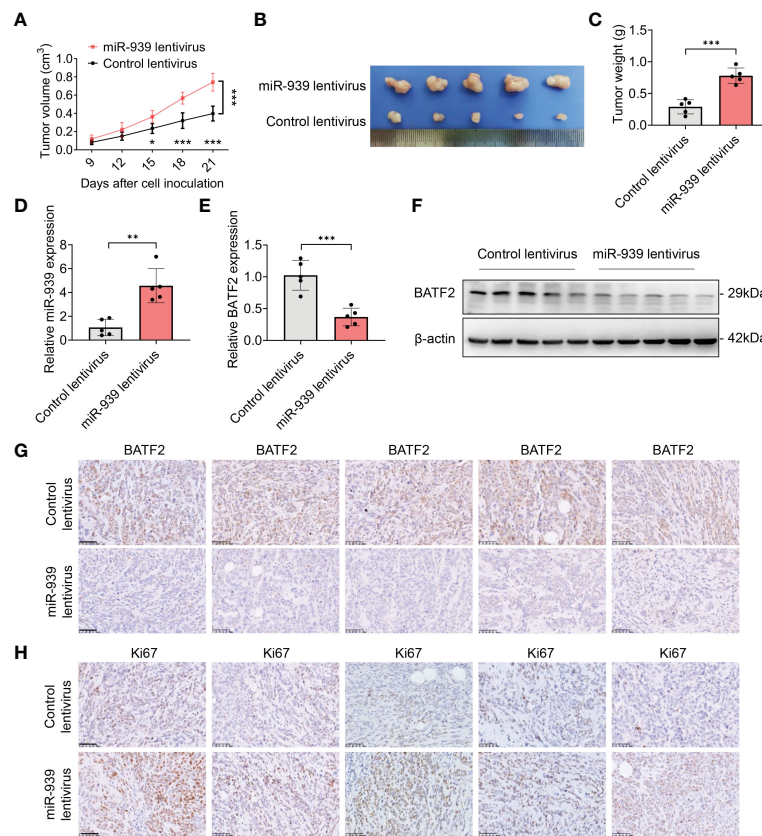 A
miR-939 lentivirus
Control lentivirus
Tumor volume (cm3)
1.0
0.8
0.6
0.4
0.2
0
9
12
15
18
21
*
***
***
***
Days after cell inoculation
B
miR-939 lentivirus
Control lentivirus
C
Tumor weight (g)
1.5
1.0
0.5
0.0
***
Control lentivirus
miR-939 lentivirus
D
Relative miR-939 expression
8
6
4
2
0
**
Control lentivirus
miR-939 lentivirus
E
Relative BATF2 expression
1.5
1.0
0.5
0.0
***
Control lentivirus
miR-939 lentivirus
F
Control lentivirus
miR-939 lentivirus
BATF2
- 29kDa
β-actin
- 42kDa
G
BATF2
BATF2
BATF2
BATF2
BATF2
Control
lentivirus
miR-939
lentivirus
H
Ki67
Ki67
Ki67
Ki67
Ki67
Control
lentivirus
miR-939
lentivirus